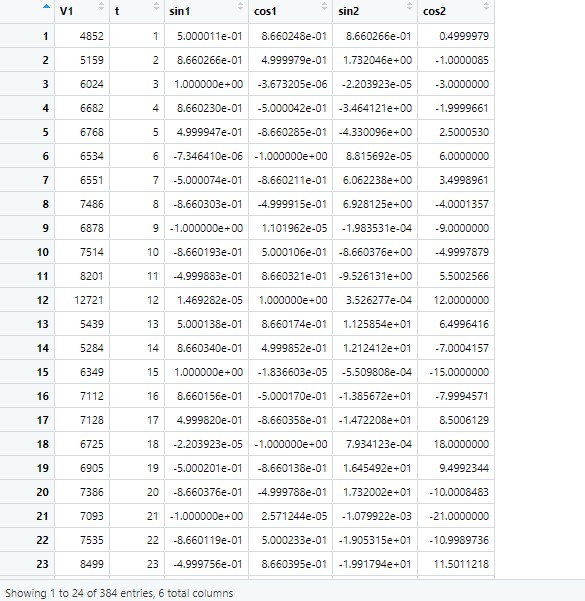 V1 t sin1 cos1 sin2 cos2
1 4852 1 5.000011e-01 8.660248e-01 8.660266e-01 0.4999979
2 5159 2 8.660266e-01 4.999979e-01 1.732046e+00 -1.0000085
3 6024 3 1.000000e+00 -3.673205e-06 -2.203923e-05 -3.0000000
4 6682 4 8.660230e-01 -5.000042e-01 -3.464121e+00 -1.9999661
5 6768 5 4.999947e-01 -8.660285e-01 -4.330096e+00 2.5000530
6 6534 6 -7.346410e-06 -1.000000e+00 8.815692e-05 6.0000000
7 6551 7 -5.000074e-01 -8.660211e-01 6.062238e+00 3.4998961
8 7486 8 -8.660303e-01 -4.999915e-01 6.928125e+00 -4.0001357
9 6878 9 -1.000000e+00 1.101962e-05 -1.983531e-04 -9.0000000
10 7514 10 -8.660193e-01 5.000106e-01 -8.660376e+00 -4.9997879
11 8201 11 -4.999883e-01 8.660321e-01 -9.526131e+00 5.5002566
12 12721 12 1.469282e-05 1.000000e+00 3.526277e-04 12.0000000
13 5439 13 5.000138e-01 8.660174e-01 1.125854e+01 6.4996416
14 5284 14 8.660340e-01 4.999852e-01 1.212412e+01 -7.0004157
15 6349 15 1.000000e+00 -1.836603e-05 -5.509808e-04 -15.0000000
16 7112 16 8.660156e-01 -5.000170e-01 -1.385672e+01 -7.9994571
17 7128 17 4.999820e-01 -8.660358e-01 -1.472208e+01 8.5006129
18 6725 18 -2.203923e-05 -1.000000e+00 7.934123e-04 18.0000000
19 6905 19 -5.000201e-01 -8.660138e-01 1.645492e+01 9.4992344
20 7386 20 -8.660376e-01 -4.999788e-01 1.732002e+01 -10.0008483
21 7093 21 -1.000000e+00 2.571244e-05 -1.079922e-03 -21.0000000
22 7535 22 -8.660119e-01 5.000233e-01 -1.905315e+01 -10.9989736
23 8499 23 -4.999756e-01 8.660395e-01 -1.991794e+01 11.5011218
Showing 1 to 24 of 384 entries, 6 total columns